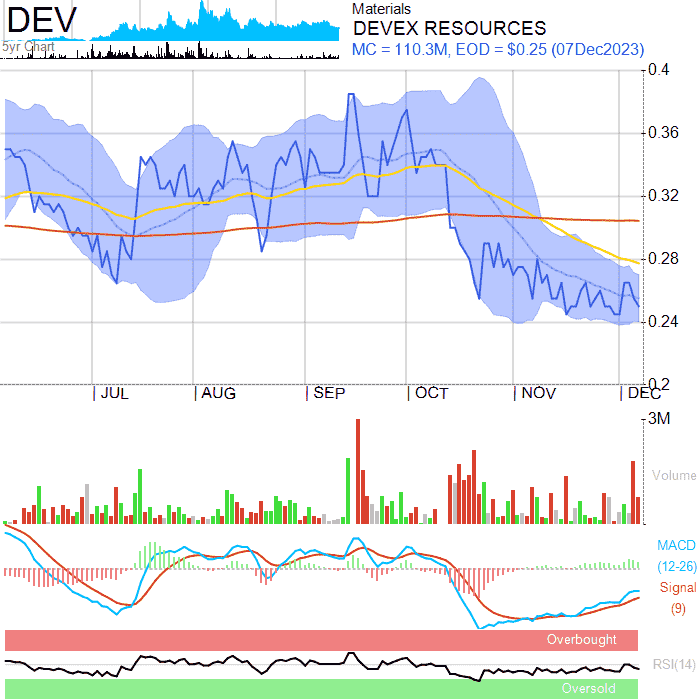 DEV
5yr Chart
Materials
DEVEX RESOURCES
MC = 110.3M, EOD = $0.25 (07Dec2023)
0.4
0.36
0.32
0.28
0.24
0.2
JUL AUG SEP OCT NOV DEC
3M
Volume
MACD
(12-26)
Signal
(9)
Overbought
RSI(14)
Oversold